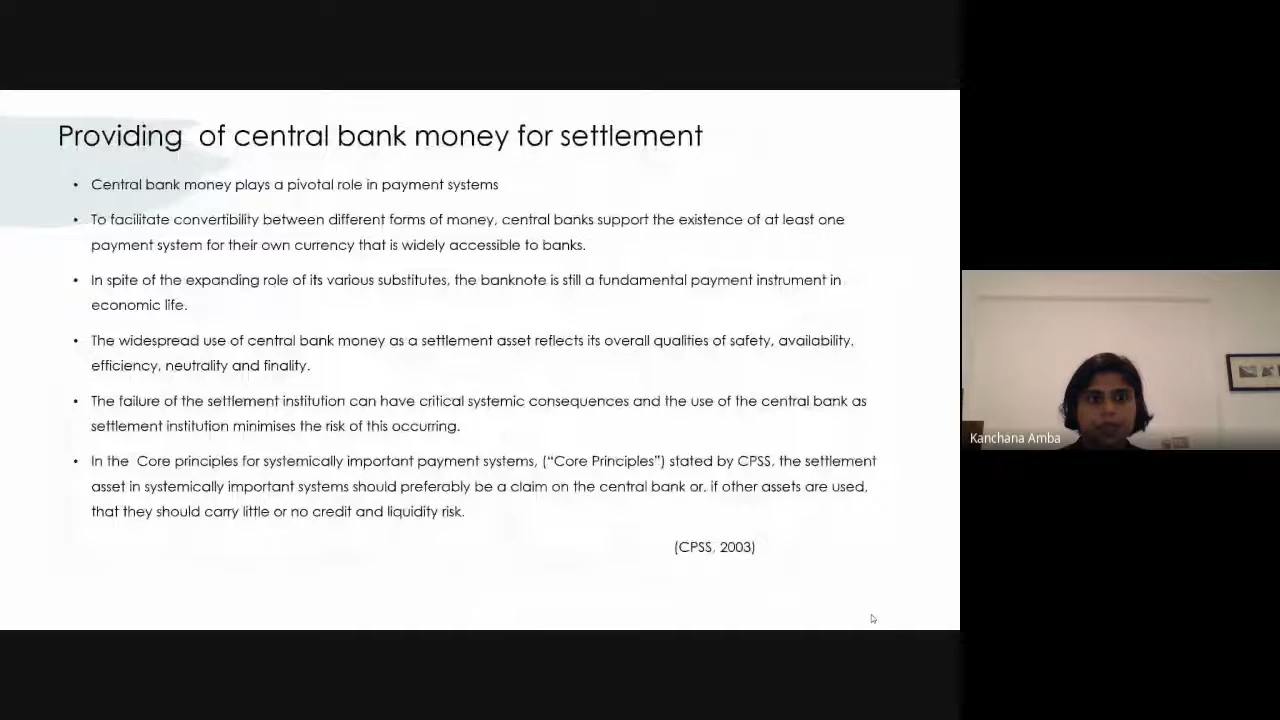 Providing  of central bank money for settlement
• Central bank money plays a pivotal role in payment systems
• To facilitate convertibility between different forms of money, central banks support the existence of at least one
payment system for their own currency that is widely accessible to banks.
• In spite of the expanding role of its various substitutes, the banknote is still a fundamental payment instrument in
economic life.
• The widespread use of central bank money as a settlement asset reflects its overall qualities of safety, availability,
efficiency, neutrality and finality.
• The failure of the settlement institution can have critical systemic consequences and the use of the central bank as
settlement institution minimises the risk of this occurring.
• In the  Core principles for systemically important payment systems, (“Core Principles”) stated by CPSS, the settlement
asset in systemically important systems should preferably be a claim on the central bank or, if other assets are used,
that they should carry little or no credit and liquidity risk.
(CPSS, 2003)
Kanchana Amba